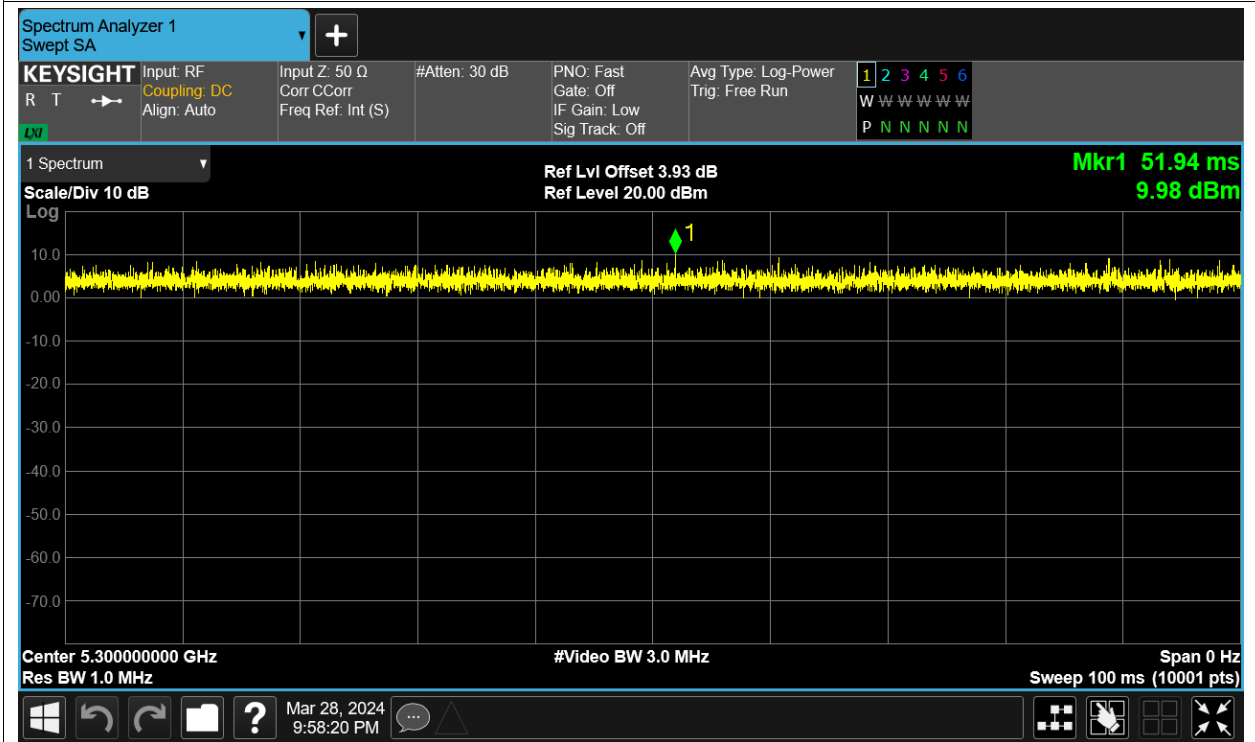 Spectrum Analyzer 1
Swept SA
KEYSIGHT
R T
LXI
Input: RF
Coupling: DC
Align: Auto
Input Z: 50 Ω
Corr CCorr
Freq Ref: Int (S)
#Atten: 30 dB
PNO: Fast
Gate: Off
IF Gain: Low
Sig Track: Off
Avg Type: Log-Power
Trig: Free Run
1 2 3 4 5 6
W W W W W W
P N N N N N
1 Spectrum
Scale/Div 10 dB
Log
Ref Lvl Offset 3.93 dB
Ref Level 20.00 dBm
Mkr1 51.94 ms
9.98 dBm
1
10.0
0.00
-10.0
-20.0
-30.0
-40.0
-50.0
-60.0
-70.0
Center 5.300000000 GHz
Res BW 1.0 MHz
#Video BW 3.0 MHz
Span 0 Hz
Sweep 100 ms (10001 pts)
?
Mar 28, 2024
9:58:20 PM